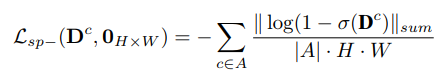 $$\mathcal{L}_{sp-}(\mathbf{D}^c, \mathbf{0}_{H \times W}) = -\sum_{c \in A} \frac{\| \log(1 - \sigma(\mathbf{D}^c) \|_{sum}}{|A| \cdot H \cdot W}$$